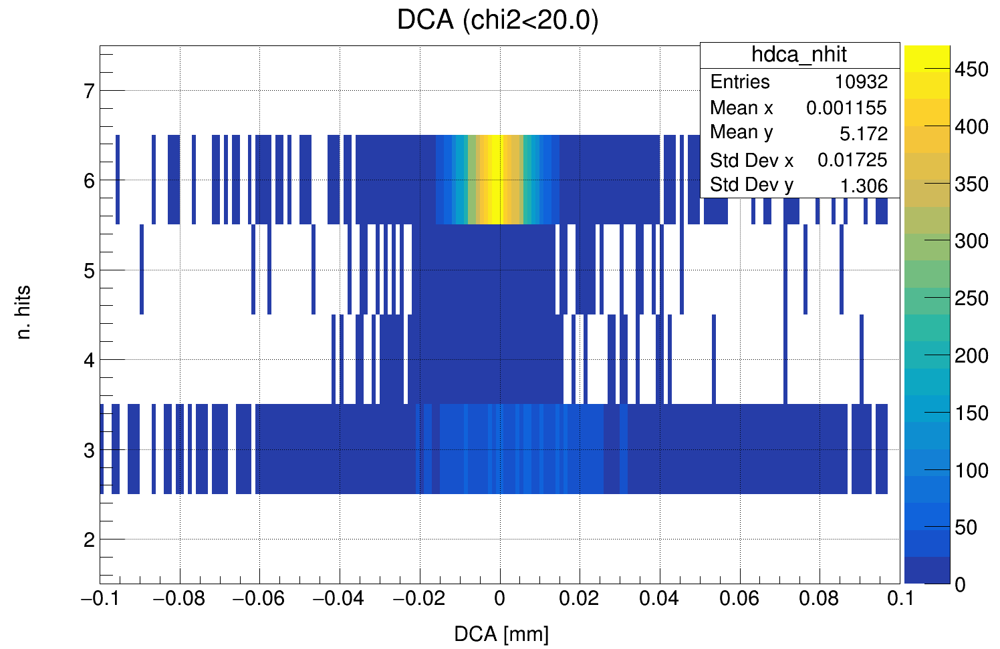 DCA (chi2<20.0)
hdca_nhit
Entries 10932
Mean x 0.001155
Mean y 5.172
Std Dev x 0.01725
Std Dev y 1.306
7
6
5
4
3
2
n. hits
450
400
350
300
250
200
150
100
50
0
−0.1 −0.08 −0.06 −0.04 −0.02 0 0.02 0.04 0.06 0.08 0.1
DCA [mm]